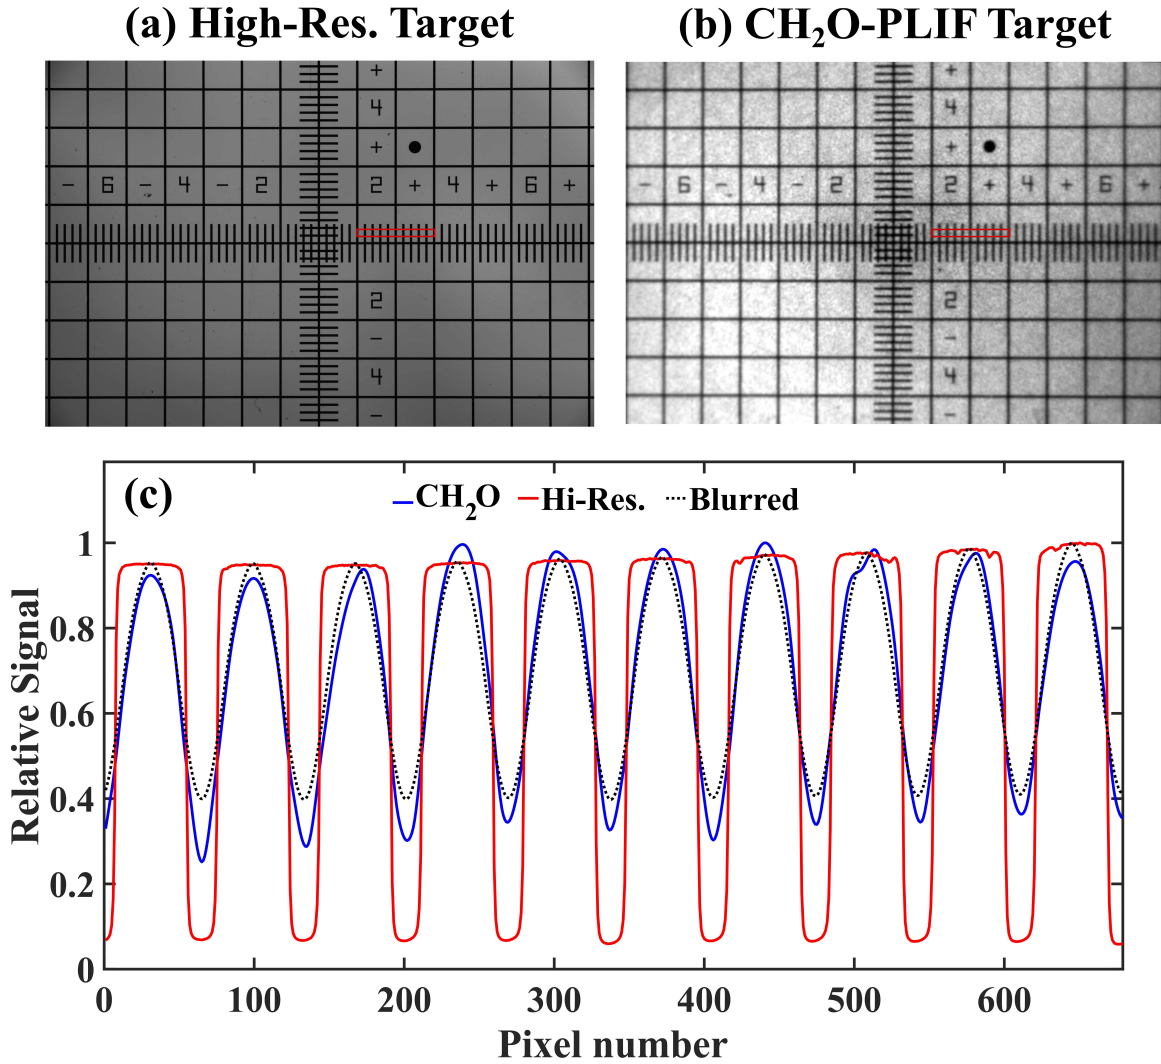 (a) High-Res. Target
(b) CH₂O-PLIF Target
+
4
+
- 6 - 4 - 2 2 + 4 + 6 +
2
-
4
-
+
4
+
- 6 - 4 - 2 2 + 4 + 6 +
2
-
4
-
(c)
CH₂O Hi-Res. Blurred
Relative Signal
1
0.8
0.6
0.4
0.2
0
0 100 200 300 400 500 600
Pixel number